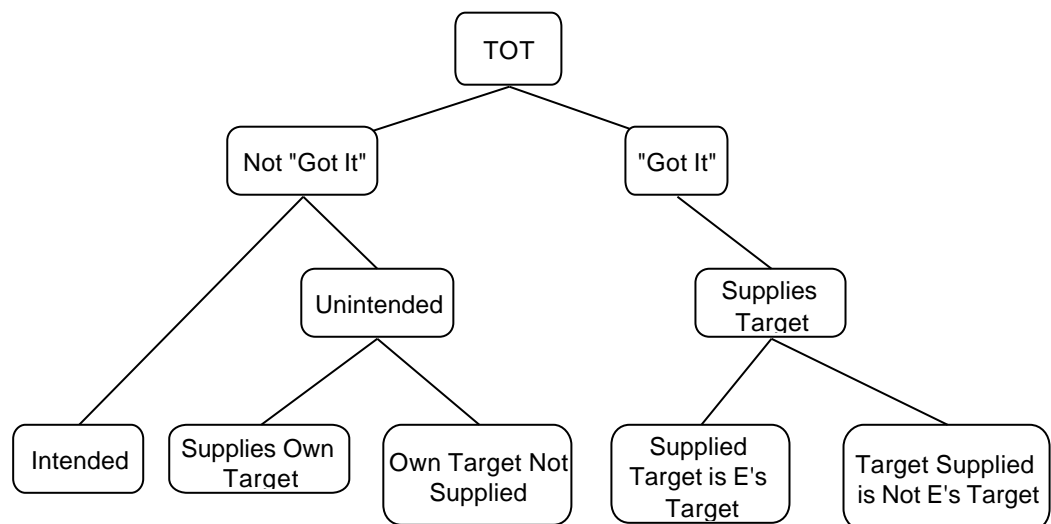 TOT
Not "Got It"
"Got It"
Unintended
Supplies
Target
Intended
Supplies Own
Target
Own Target Not
Supplied
Supplied
Target is E's
Target
Target Supplied
is Not E's Target